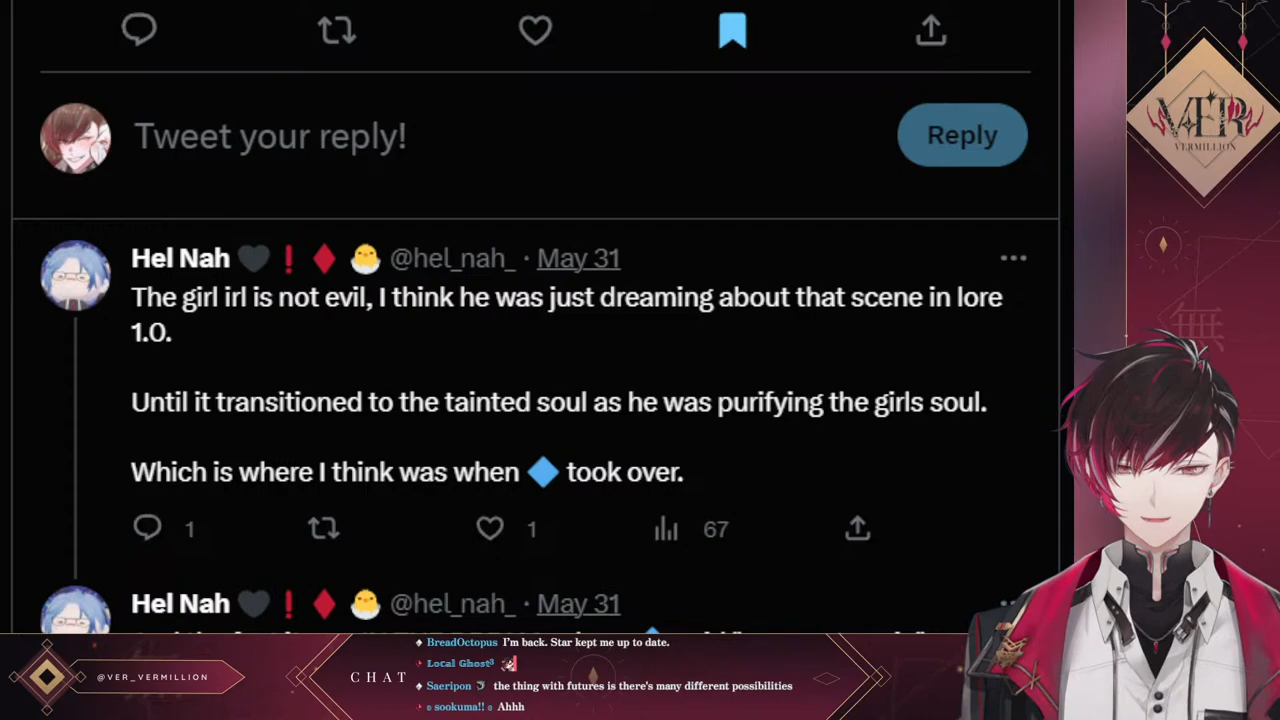 Tweet your reply!
Reply
VER
VERMILLION
Hel Nah 🖤❗♦️🐣 @hel_nah_ · May 31
The girl irl is not evil, I think he was just dreaming about that scene in lore
1.0.
Until it transitioned to the tainted soul as he was purifying the girls soul.
Which is where I think was when 🔷 took over.
1 1 67
無
Hel Nah 🖤❗♦️🐣 @hel_nah_ · May 31
@VER_VERMILLION
CHAT
BreadOctopus I'm back. Star kept me up to date.
Local Ghost³
Saeripon the thing with futures is there's many different possibilities
sookuma!! Ahhh